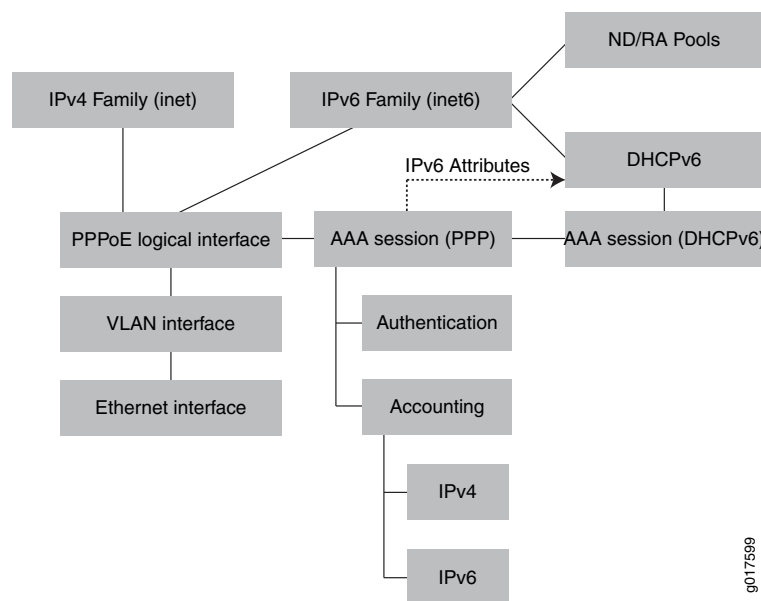 ND/RA Pools
IPv4 Family (inet)
IPv6 Family (inet6)
DHCPv6
IPv6 Attributes
PPPoE logical interface
AAA session (PPP)
AAA session (DHCPv6)
VLAN interface
Authentication
Ethernet interface
Accounting
IPv4
IPv6
g017599